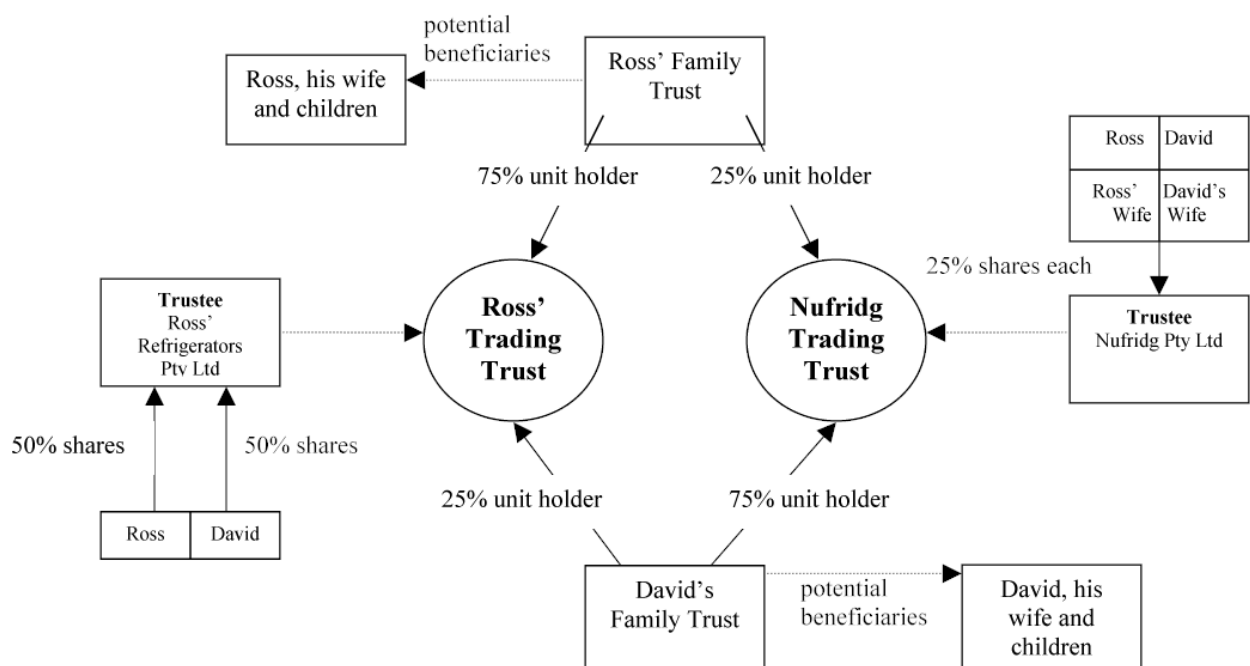 potential
beneficiaries
Ross' Family
Trust
Ross, his wife
and children
75% unit holder
25% unit holder
Ross
David
Ross'
Wife
David's
Wife
25% shares each
Trustee
Ross'
Refrigerators
Pty Ltd
Ross'
Trading
Trust
Nufridg
Trading
Trust
Trustee
Nufridg Pty Ltd
50% shares
50% shares
25% unit holder
75% unit holder
Ross
David
David's
Family Trust
potential
beneficiaries
David, his
wife and
children